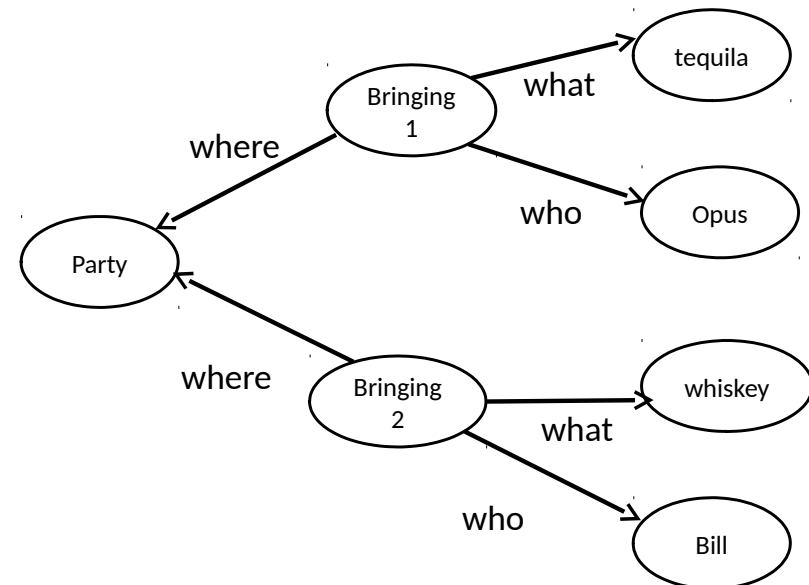 tequila
Bringing
1
what
where
who
Opus
Party
where
Bringing
2
whiskey
what
who
Bill